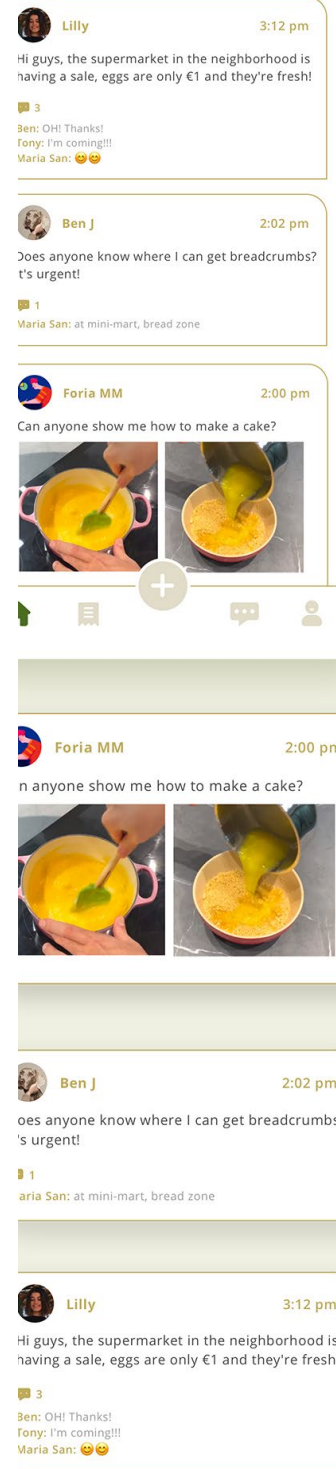 Lilly 3:12 pm
Hi guys, the supermarket in the neighborhood is
having a sale, eggs are only €1 and they're fresh!
3
Ben: OH! Thanks!
Tony: I'm coming!!!
Maria San: 😊😊
Ben J 2:02 pm
Does anyone know where I can get breadcrumbs?
t's urgent!
1
Maria San: at mini-mart, bread zone
Foria MM 2:00 pm
Can anyone show me how to make a cake?
Foria MM 2:00 pm
n anyone show me how to make a cake?
Ben J 2:02 pm
oes anyone know where I can get breadcrumbs
's urgent!
1
aria San: at mini-mart, bread zone
Lilly 3:12 pm
Hi guys, the supermarket in the neighborhood is
having a sale, eggs are only €1 and they're fresh
3
Ben: OH! Thanks!
Tony: I'm coming!!!
Maria San: 😊😊